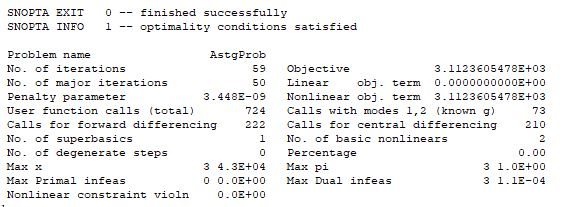 SNOPTA EXIT   0 -- finished successfully
SNOPTA INFO   1 -- optimality conditions satisfied
Problem name                 AstgProb
No. of iterations                  59   Objective               3.1123605478E+03
No. of major iterations            50   Linear    obj. term  0.0000000000E+00
Penalty parameter           3.448E-09   Nonlinear obj. term  3.1123605478E+03
User function calls (total)       724   Calls with modes 1,2 (known g)        73
Calls for forward differencing    222   Calls for central differencing       210
No. of superbasics                  1   No. of basic nonlinears                2
No. of degenerate steps             0   Percentage                          0.00
Max x                       3 4.3E+04   Max pi                         3 1.0E+00
Max Primal infeas           0 0.0E+00   Max Dual infeas                3 1.1E-04
Nonlinear constraint violn    0.0E+00